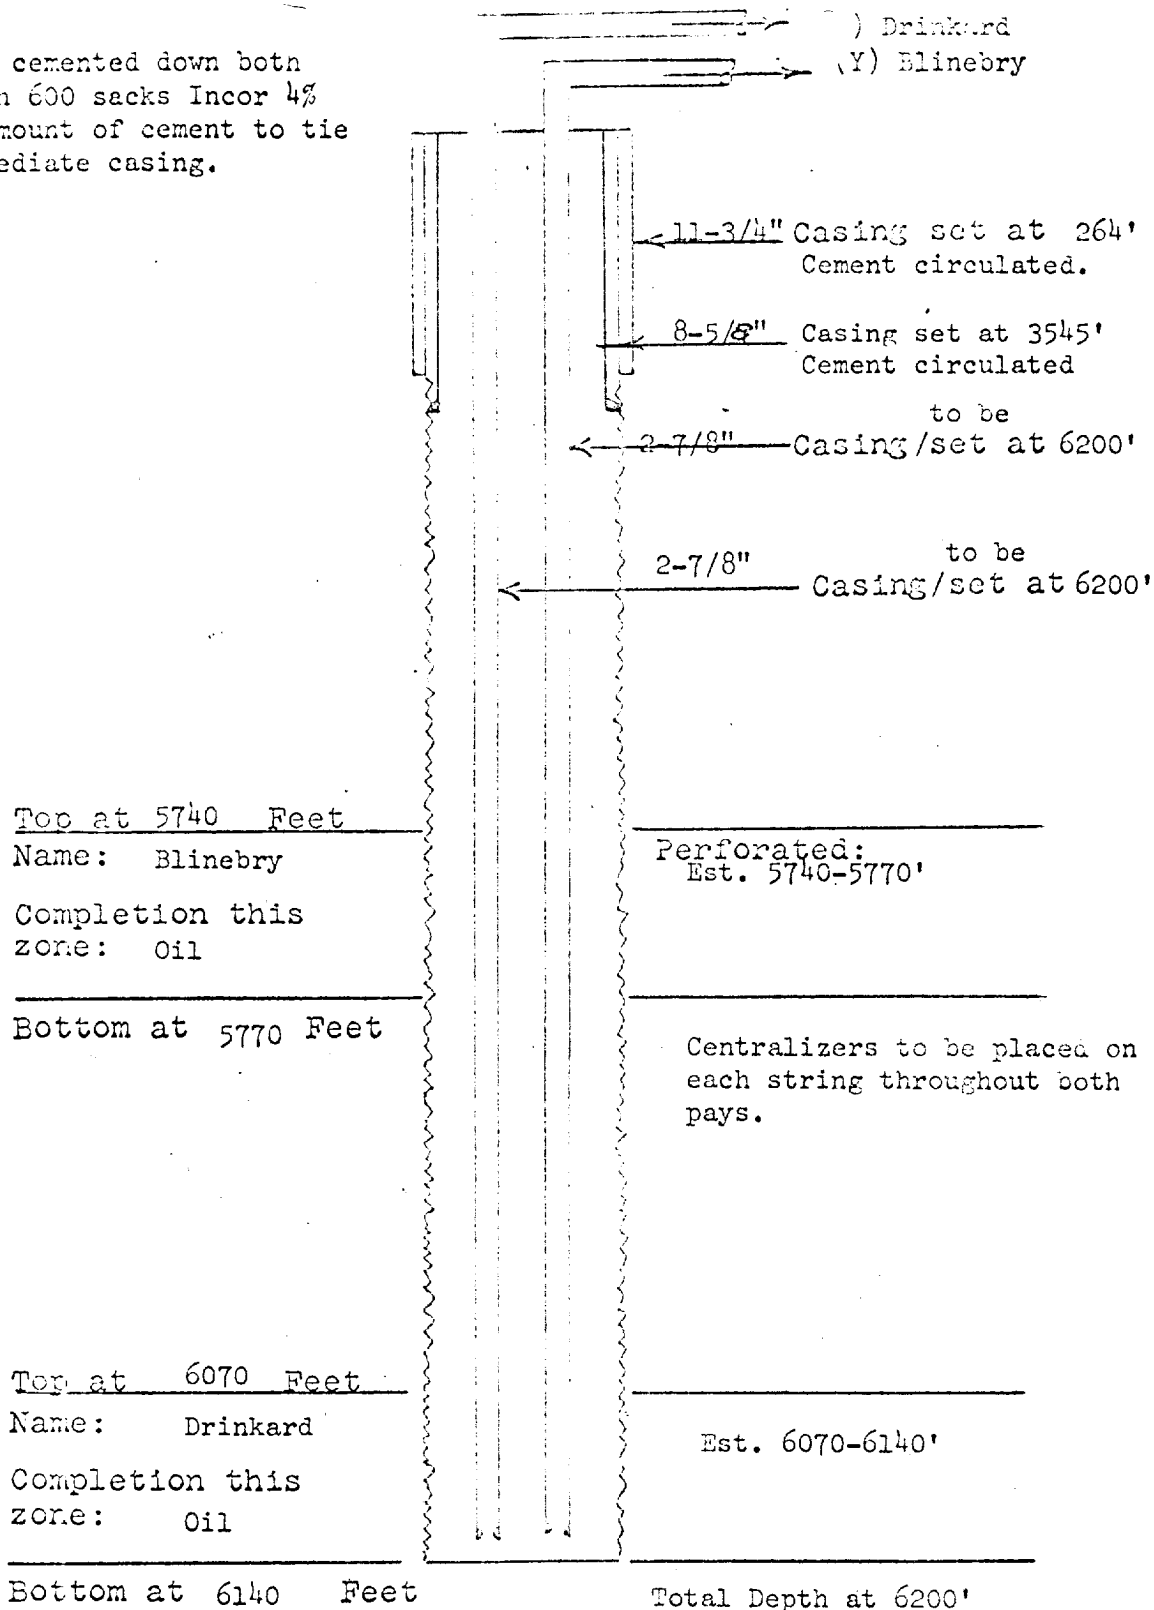 ) Drinkard
(Y) Blinebry
cemented down both
600 sacks Incor 4%
mount of cement to tie
ediate casing.
11-3/4" Casing set at 264'
Cement circulated.
8-5/8" Casing set at 3545'
Cement circulated
to be
2-7/8" Casing/set at 6200'
to be
2-7/8" Casing/set at 6200'
Top at 5740 Feet
Name: Blinebry
Perforated:
Est. 5740-5770'
Completion this
zone: Oil
Bottom at 5770 Feet
Centralizers to be placed on
each string throughout both
pays.
Top at 6070 Feet
Name: Drinkard
Est. 6070-6140'
Completion this
zone: Oil
Bottom at 6140 Feet
Total Depth at 6200'